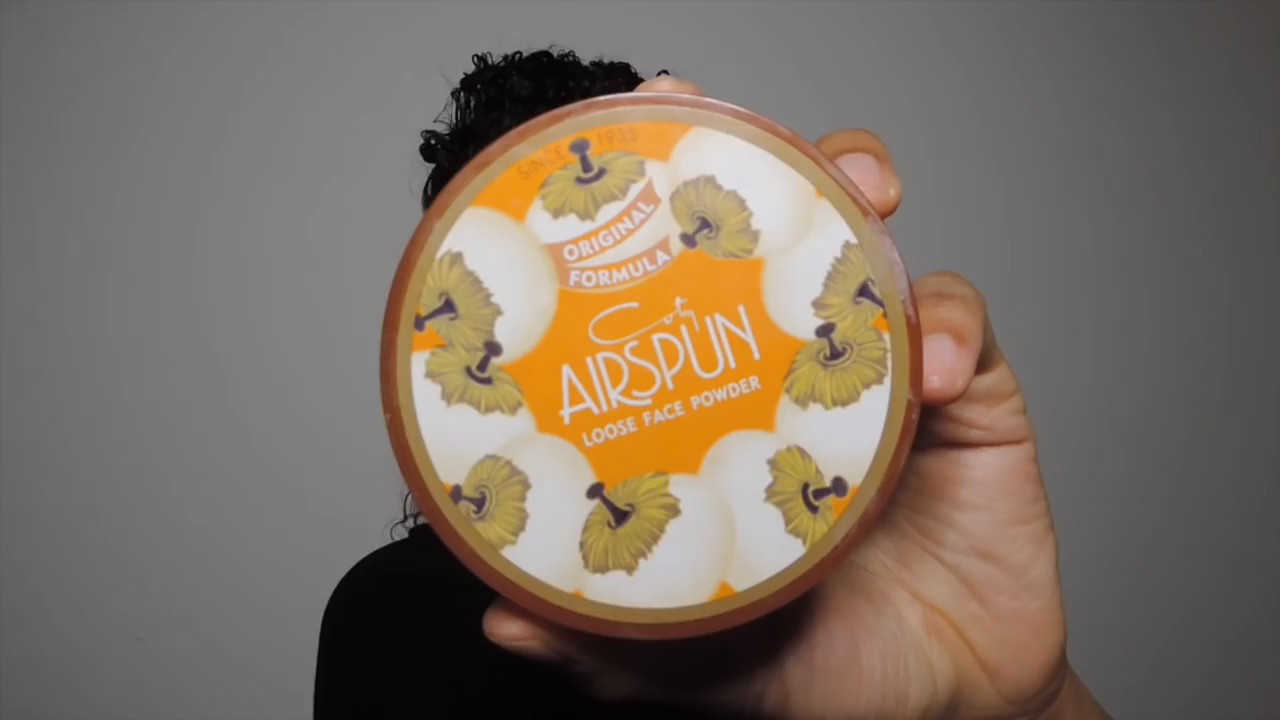 SINCE 1935
ORIGINAL
FORMULA
Coty
AIRSPUN
LOOSE FACE POWDER